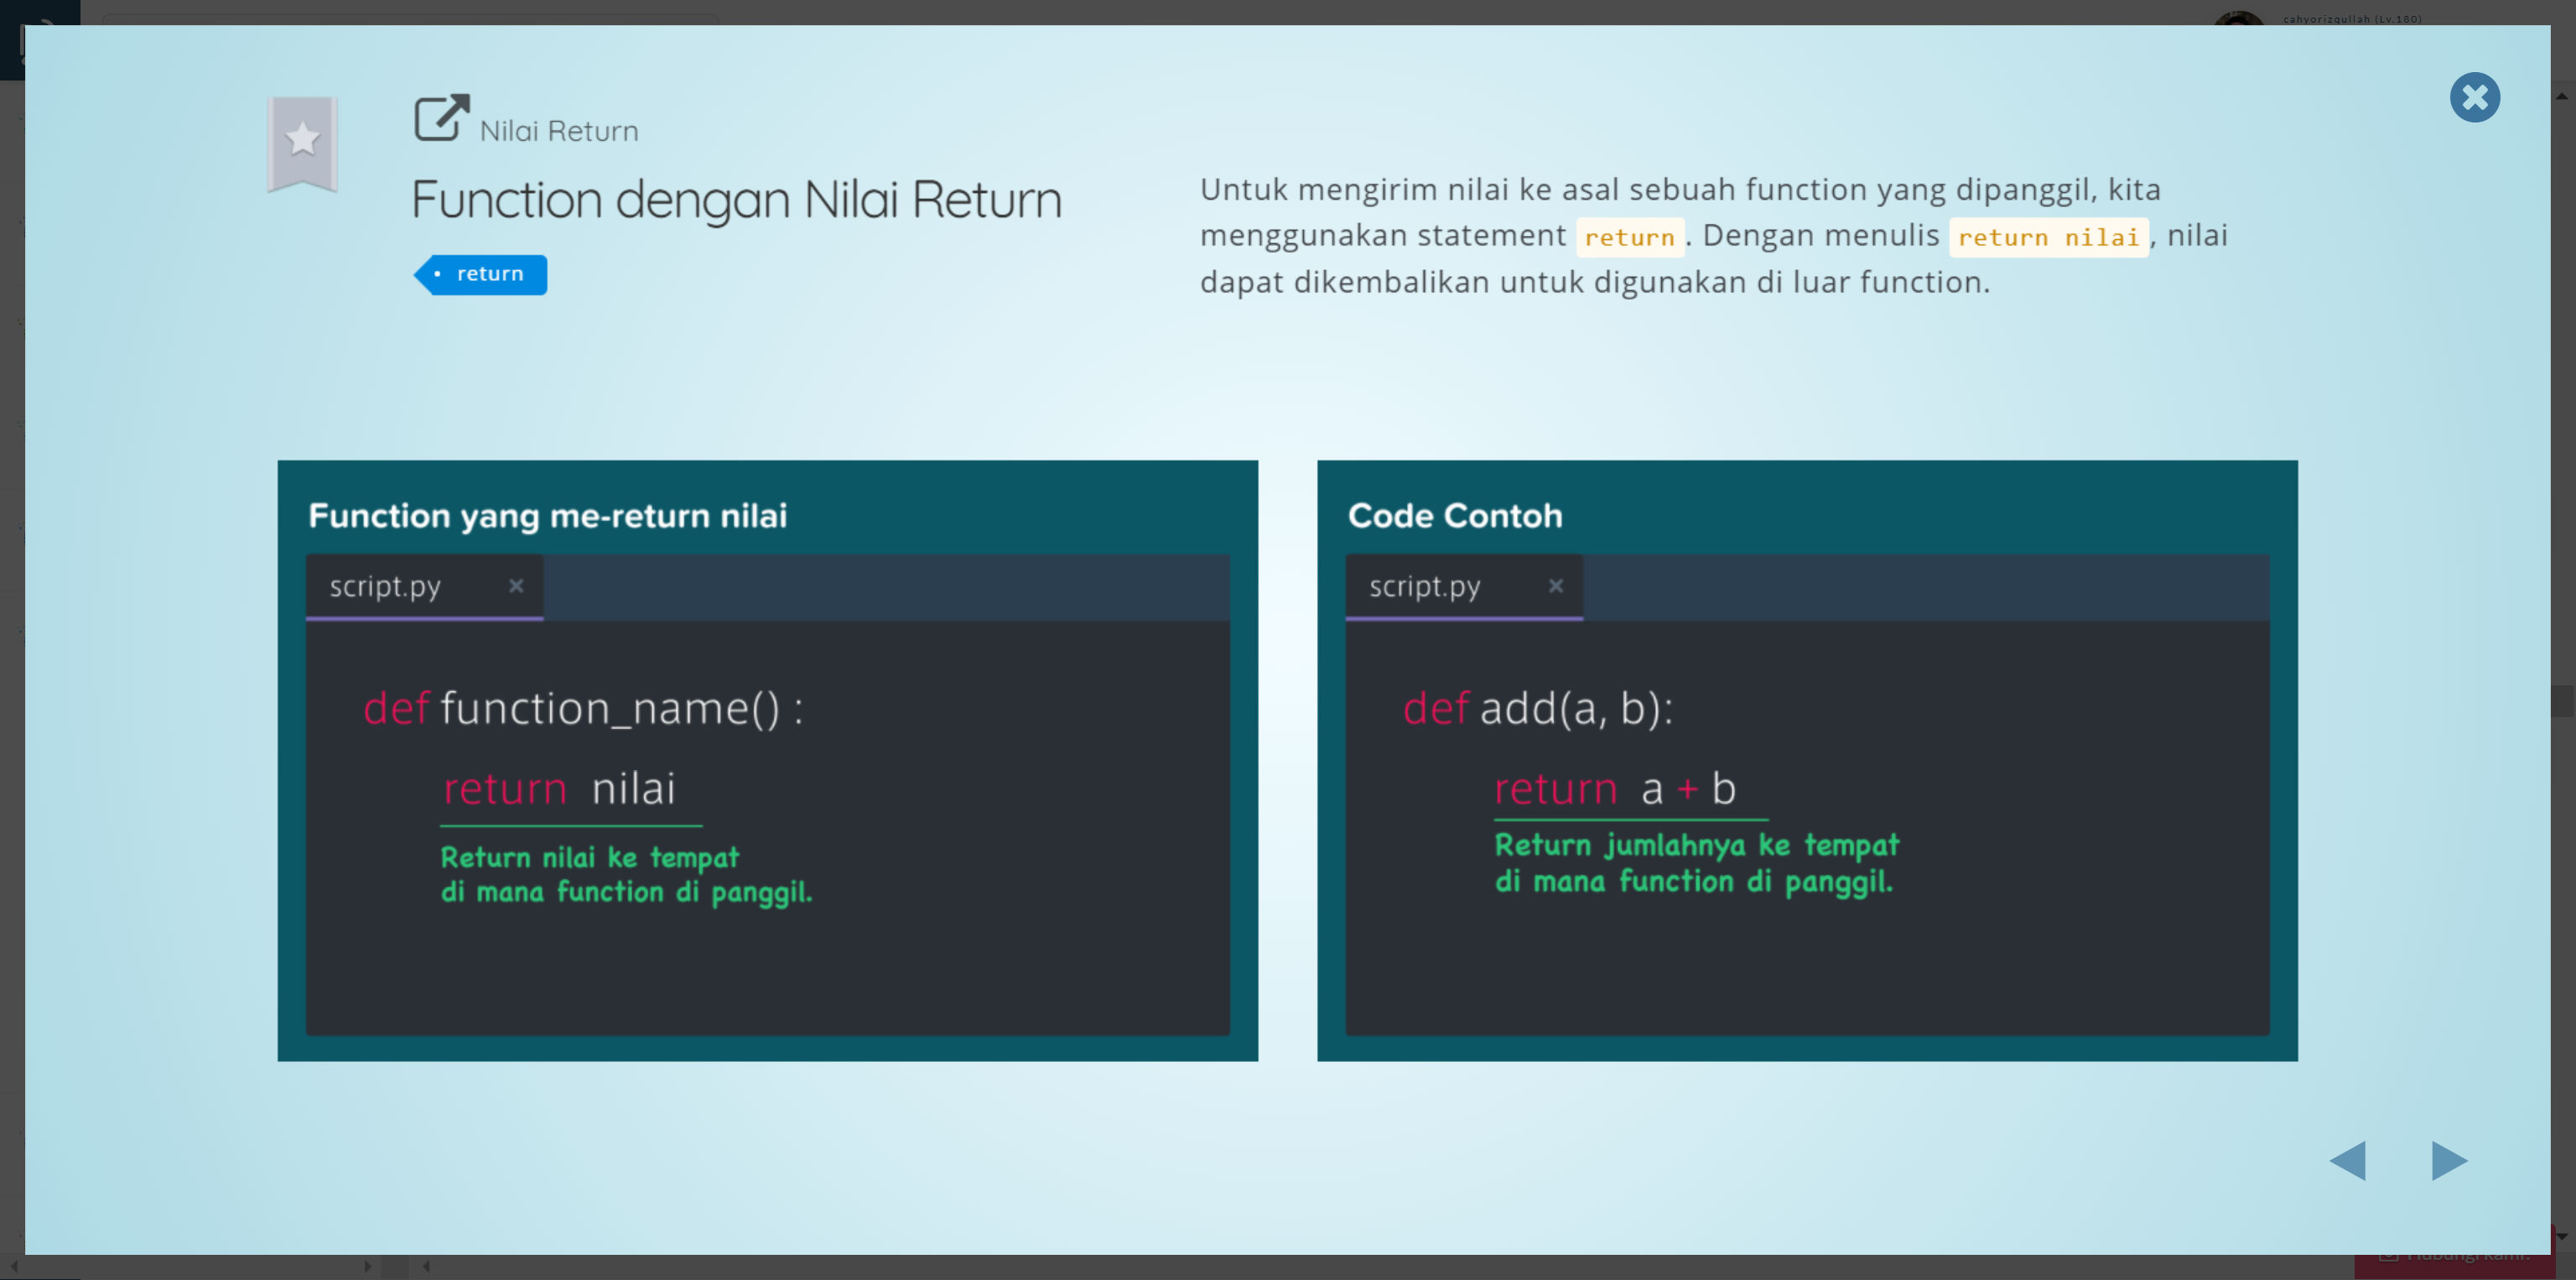 cahyorizqullah (Lv.180)
Nilai Return
Function dengan Nilai Return
return
Untuk mengirim nilai ke asal sebuah function yang dipanggil, kita
menggunakan statement return . Dengan menulis return nilai , nilai
dapat dikembalikan untuk digunakan di luar function.
Function yang me-return nilai
script.py ×
def function_name() :
return nilai
Return nilai ke tempat
di mana function di panggil.
Code Contoh
script.py ×
def add(a, b):
return a + b
Return jumlahnya ke tempat
di mana function di panggil.